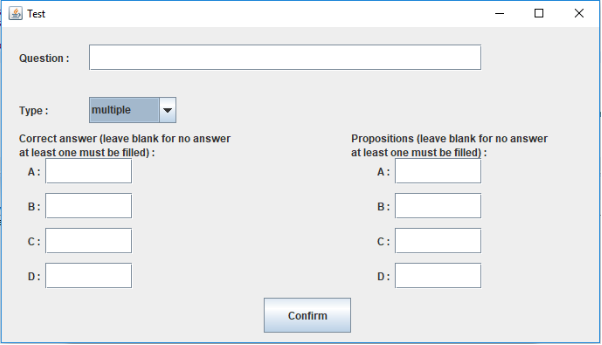 Test
Question :
Type : multiple
Correct answer (leave blank for no answer
at least one must be filled) :
Propositions (leave blank for no answer
at least one must be filled) :
A : A :
B : B :
C : C :
D : D :
Confirm